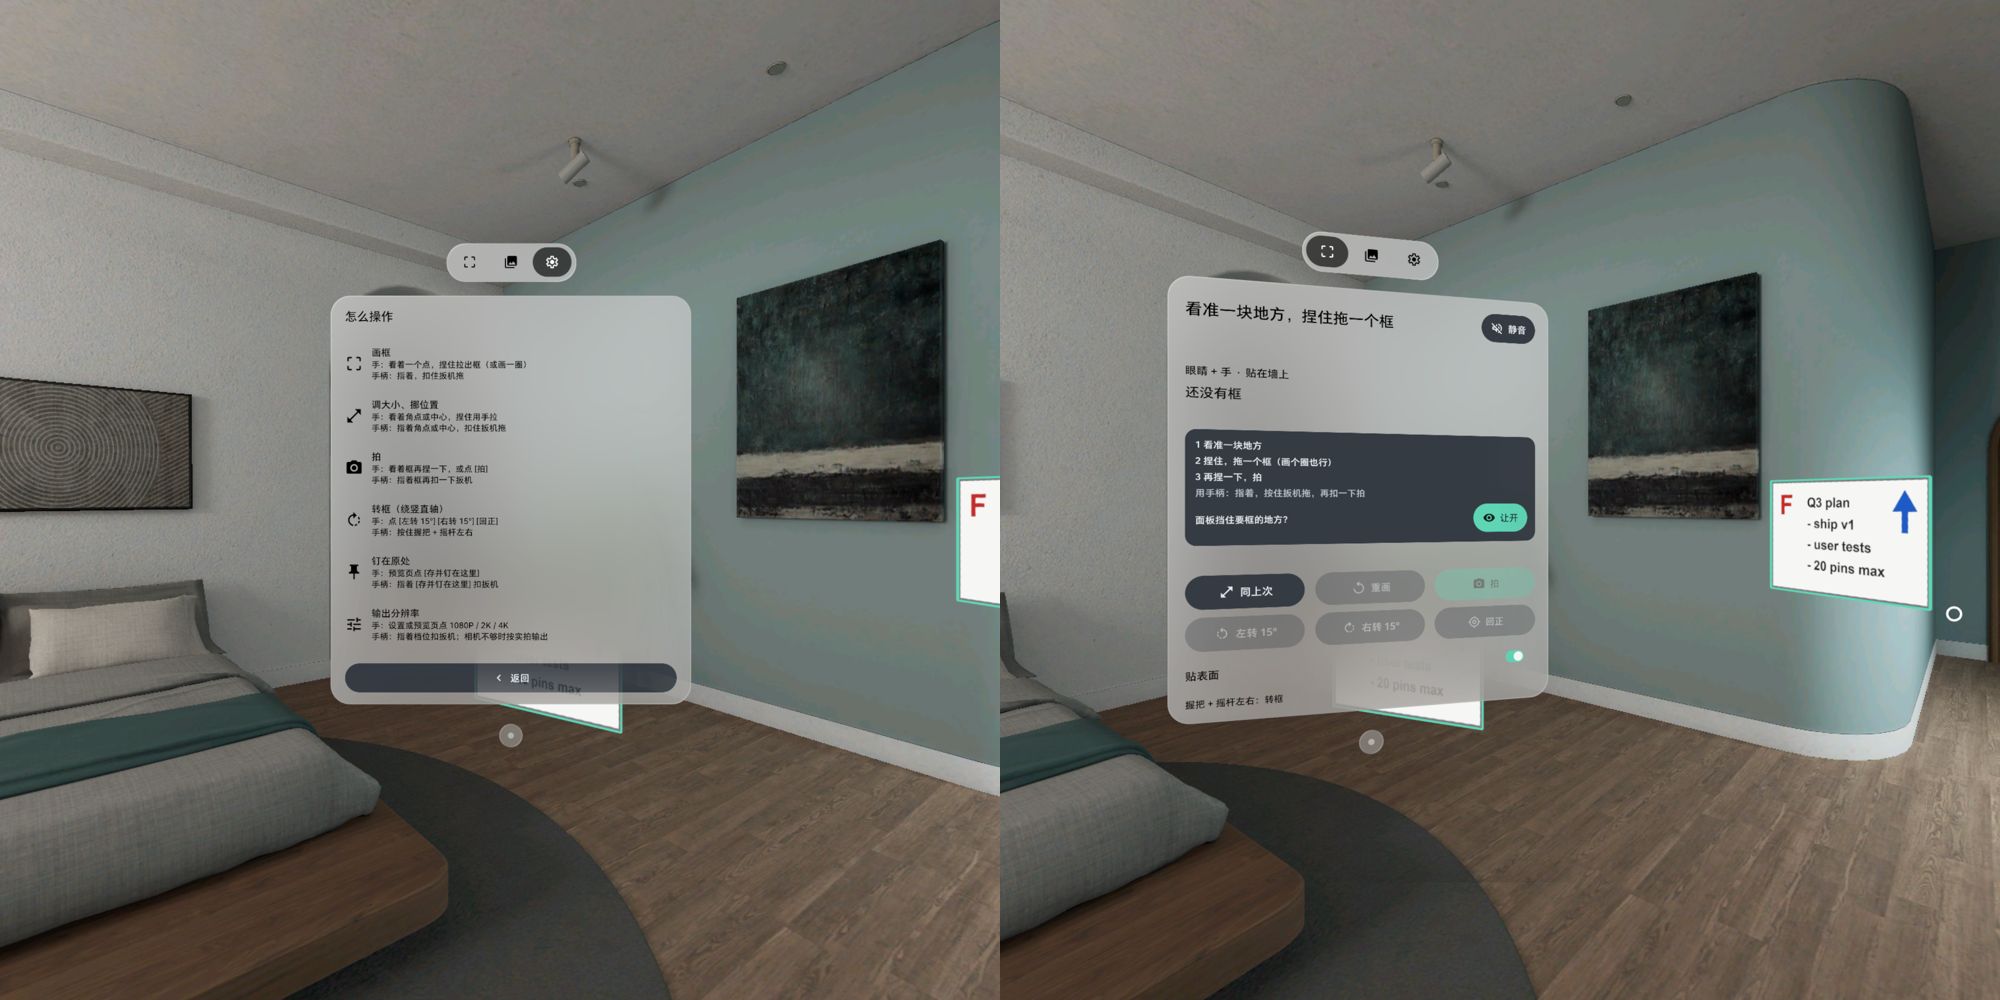 怎么操作
画框
手：看着一个点，捏住拉出框（或画一圈）
手柄：指着，扣住扳机拖
调大小、挪位置
手：看着角点或中心，捏住用手拉
手柄：指着角点或中心，扣住扳机拖
拍
手：看着框再捏一下，或点 [拍]
手柄：指着框再扣一下扳机
转框（绕竖直轴）
手：点 [左转 15°] [右转 15°] [回正]
手柄：按住握把 + 摇杆左右
钉在原处
手：预览页点 [存并钉在这里]
手柄：指着 [存并钉在这里] 扣扳机
输出分辨率
手：设置或预览页点 1080P / 2K / 4K
手柄：指着档位扣扳机；相机不够时按实拍输出
返回
pins max
F
看准一块地方，捏住拖一个框
静音
眼睛 + 手 · 贴在墙上
还没有框
1 看准一块地方
2 捏住，拖一个框（画个圈也行）
3 再捏一下，拍
用手柄：指着，按住扳机拖，再扣一下拍
面板挡住要框的地方？
让开
同上次
重画
拍
左转 15°
右转 15°
回正
贴表面
握把 + 摇杆左右：转框
- 20 pins max
F
Q3 plan
- ship v1
- user tests
- 20 pins max